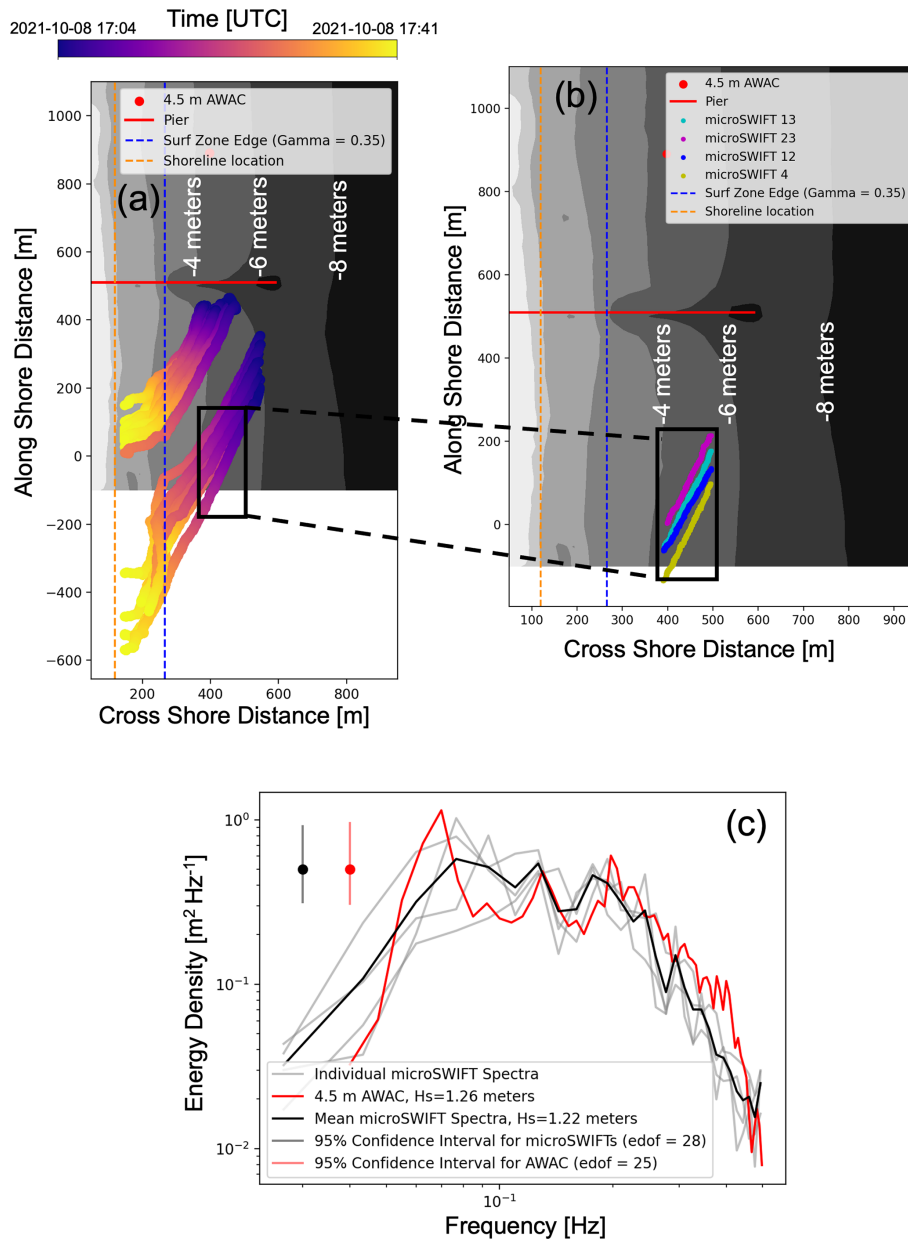 Time [UTC]
2021-10-08 17:04
2021-10-08 17:41
(a)
4.5 m AWAC
Pier
Surf Zone Edge (Gamma = 0.35)
Shoreline location
-4 meters
-6 meters
-8 meters
Along Shore Distance [m]
1000
800
600
400
200
0
−200
−400
−600
200
400
600
800
Cross Shore Distance [m]
(b)
4.5 m AWAC
Pier
microSWIFT 13
microSWIFT 23
microSWIFT 12
microSWIFT 4
Surf Zone Edge (Gamma = 0.35)
Shoreline location
-4 meters
-6 meters
-8 meters
Along Shore Distance [m]
1000
800
600
400
200
0
100
200
300
400
500
600
700
800
900
Cross Shore Distance [m]
(c)
Energy Density [m² Hz⁻¹]
10⁰
10⁻¹
10⁻²
Individual microSWIFT Spectra
4.5 m AWAC, Hs=1.26 meters
Mean microSWIFT Spectra, Hs=1.22 meters
95% Confidence Interval for microSWIFTs (edof = 28)
95% Confidence Interval for AWAC (edof = 25)
10⁻¹
Frequency [Hz]